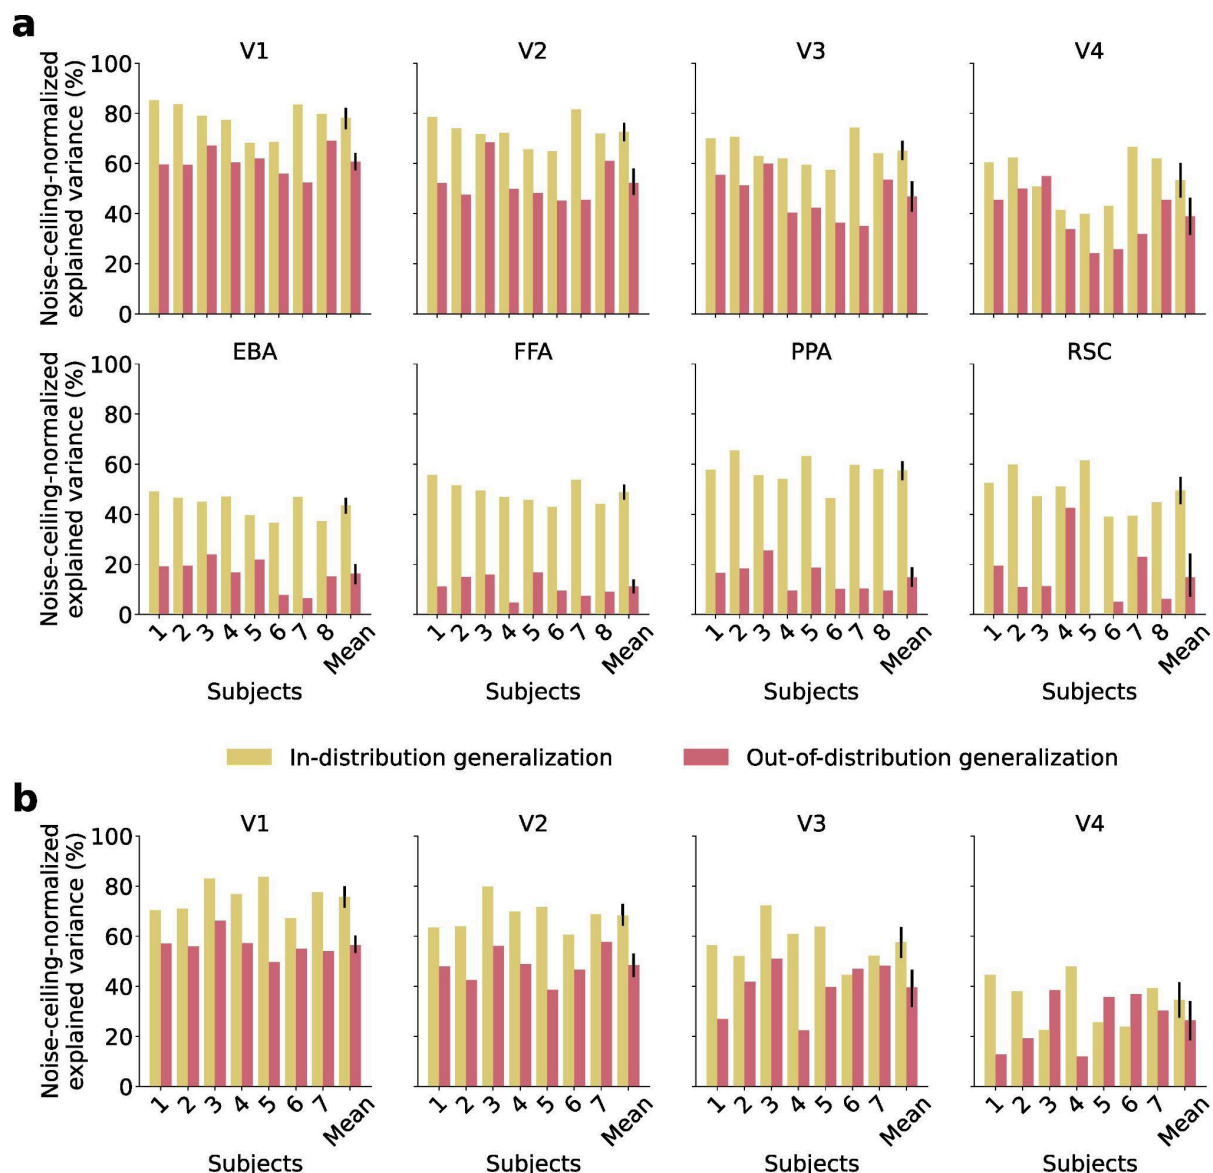 a
V1
V2
V3
V4
Noise-ceiling-normalized
explained variance (%)
100
80
60
40
20
0
EBA
FFA
PPA
RSC
Noise-ceiling-normalized
explained variance (%)
100
80
60
40
20
0
1 2 3 4 5 6 7 8 Mean
1 2 3 4 5 6 7 8 Mean
1 2 3 4 5 6 7 8 Mean
1 2 3 4 5 6 7 8 Mean
Subjects
Subjects
Subjects
Subjects
In-distribution generalization
Out-of-distribution generalization
b
V1
V2
V3
V4
Noise-ceiling-normalized
explained variance (%)
100
80
60
40
20
0
1 2 3 4 5 6 7 Mean
1 2 3 4 5 6 7 Mean
1 2 3 4 5 6 7 Mean
1 2 3 4 5 6 7 Mean
Subjects
Subjects
Subjects
Subjects